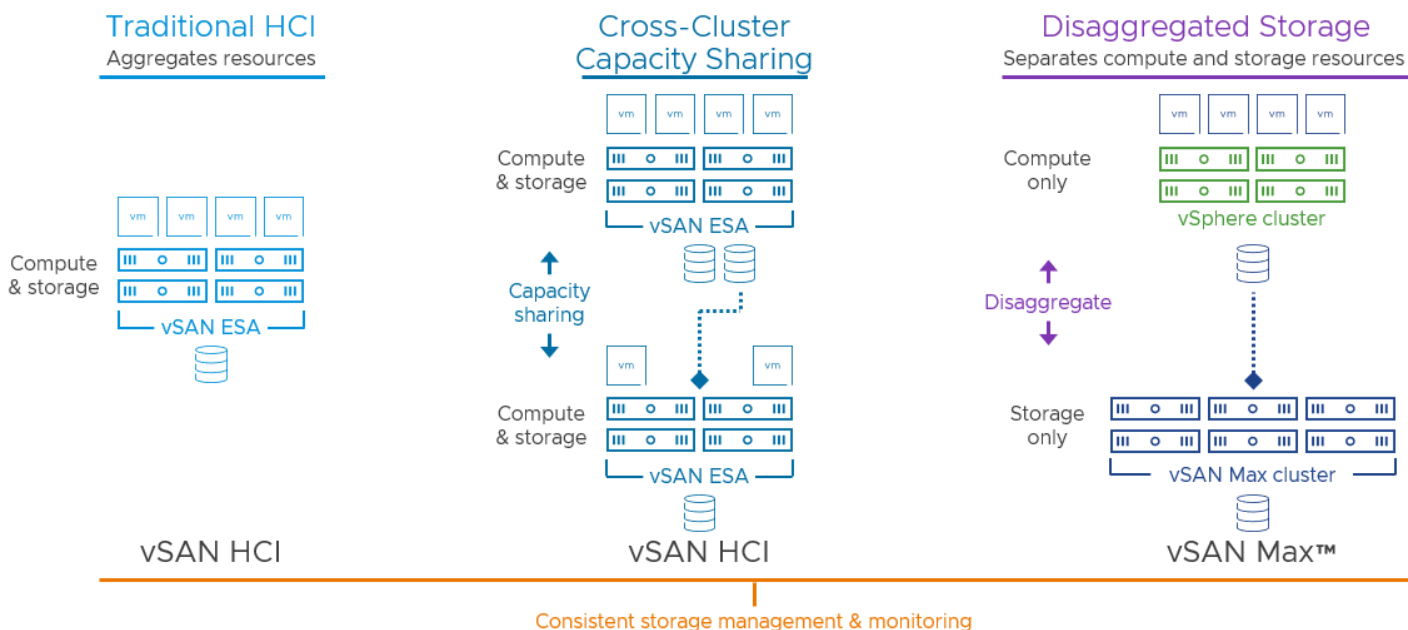 Traditional HCI
Aggregates resources
vm vm vm vm
Compute
& storage
vSAN ESA
vSAN HCI
Cross-Cluster
Capacity Sharing
vm vm vm vm
Compute
& storage
vSAN ESA
Capacity
sharing
vm vm
Compute
& storage
vSAN ESA
vSAN HCI
Disaggregated Storage
Separates compute and storage resources
vm vm vm vm
Compute
only
vSphere cluster
Disaggregate
Storage
only
vSAN Max cluster
vSAN Max™
Consistent storage management & monitoring